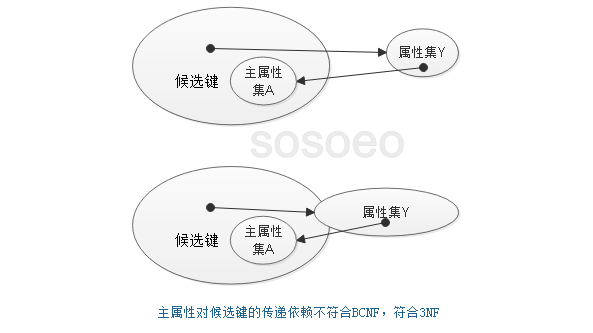 候选键
主属性
集A
属性集Y
sosoeo
候选键
主属性
集A
属性集Y
主属性对候选键的传递依赖不符合BCNF，符合3NF